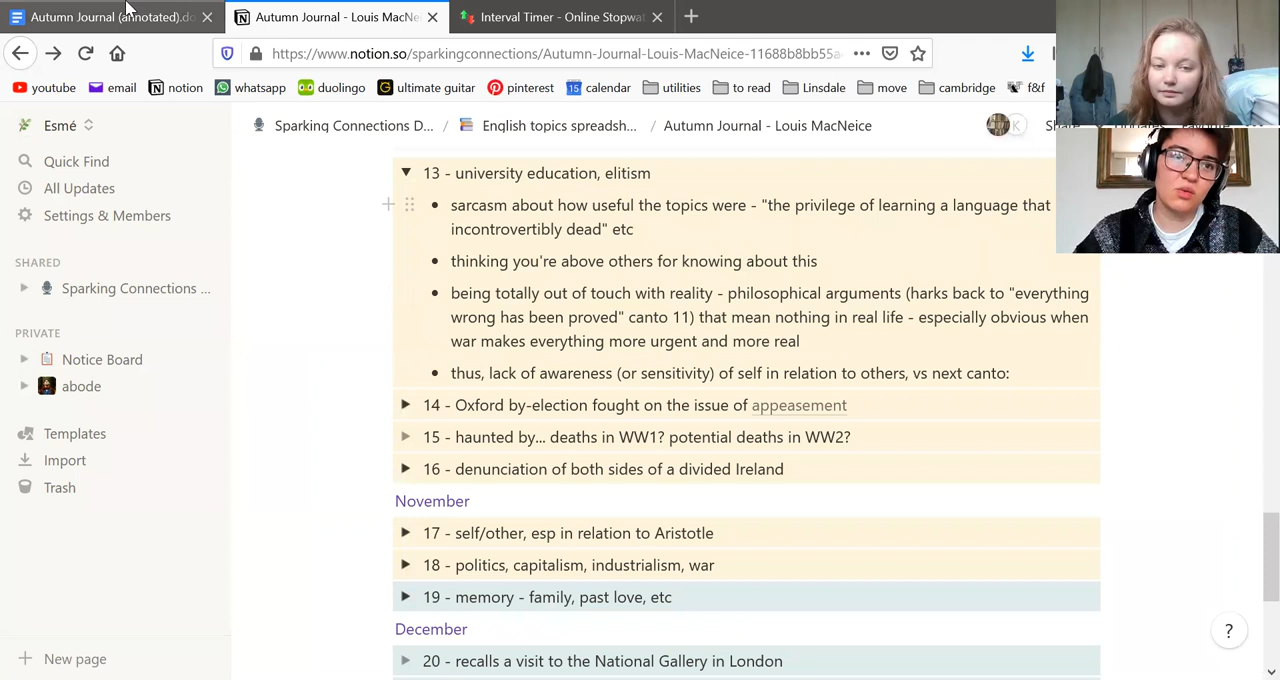 Autumn Journal (annotated).do
Autumn Journal - Louis MacNei
Interval Timer - Online Stopwat
https://www.notion.so/sparkingconnections/Autumn-Journal-Louis-MacNeice-11688b8bb55a
youtube
email
notion
whatsapp
duolingo
ultimate guitar
pinterest
calendar
utilities
to read
Linsdale
move
cambridge
f&f
Esmé
Sparking Connections D...
/
English topics spreadsh...
/
Autumn Journal - Louis MacNeice
K
Quick Find
All Updates
Settings & Members
SHARED
Sparking Connections ...
PRIVATE
Notice Board
abode
Templates
Import
Trash
New page
13 - university education, elitism
sarcasm about how useful the topics were - "the privilege of learning a language that
incontrovertibly dead" etc
thinking you're above others for knowing about this
being totally out of touch with reality - philosophical arguments (harks back to "everything
wrong has been proved" canto 11) that mean nothing in real life - especially obvious when
war makes everything more urgent and more real
thus, lack of awareness (or sensitivity) of self in relation to others, vs next canto:
14 - Oxford by-election fought on the issue of appeasement
15 - haunted by... deaths in WW1? potential deaths in WW2?
16 - denunciation of both sides of a divided Ireland
November
17 - self/other, esp in relation to Aristotle
18 - politics, capitalism, industrialism, war
19 - memory - family, past love, etc
December
20 - recalls a visit to the National Gallery in London
?